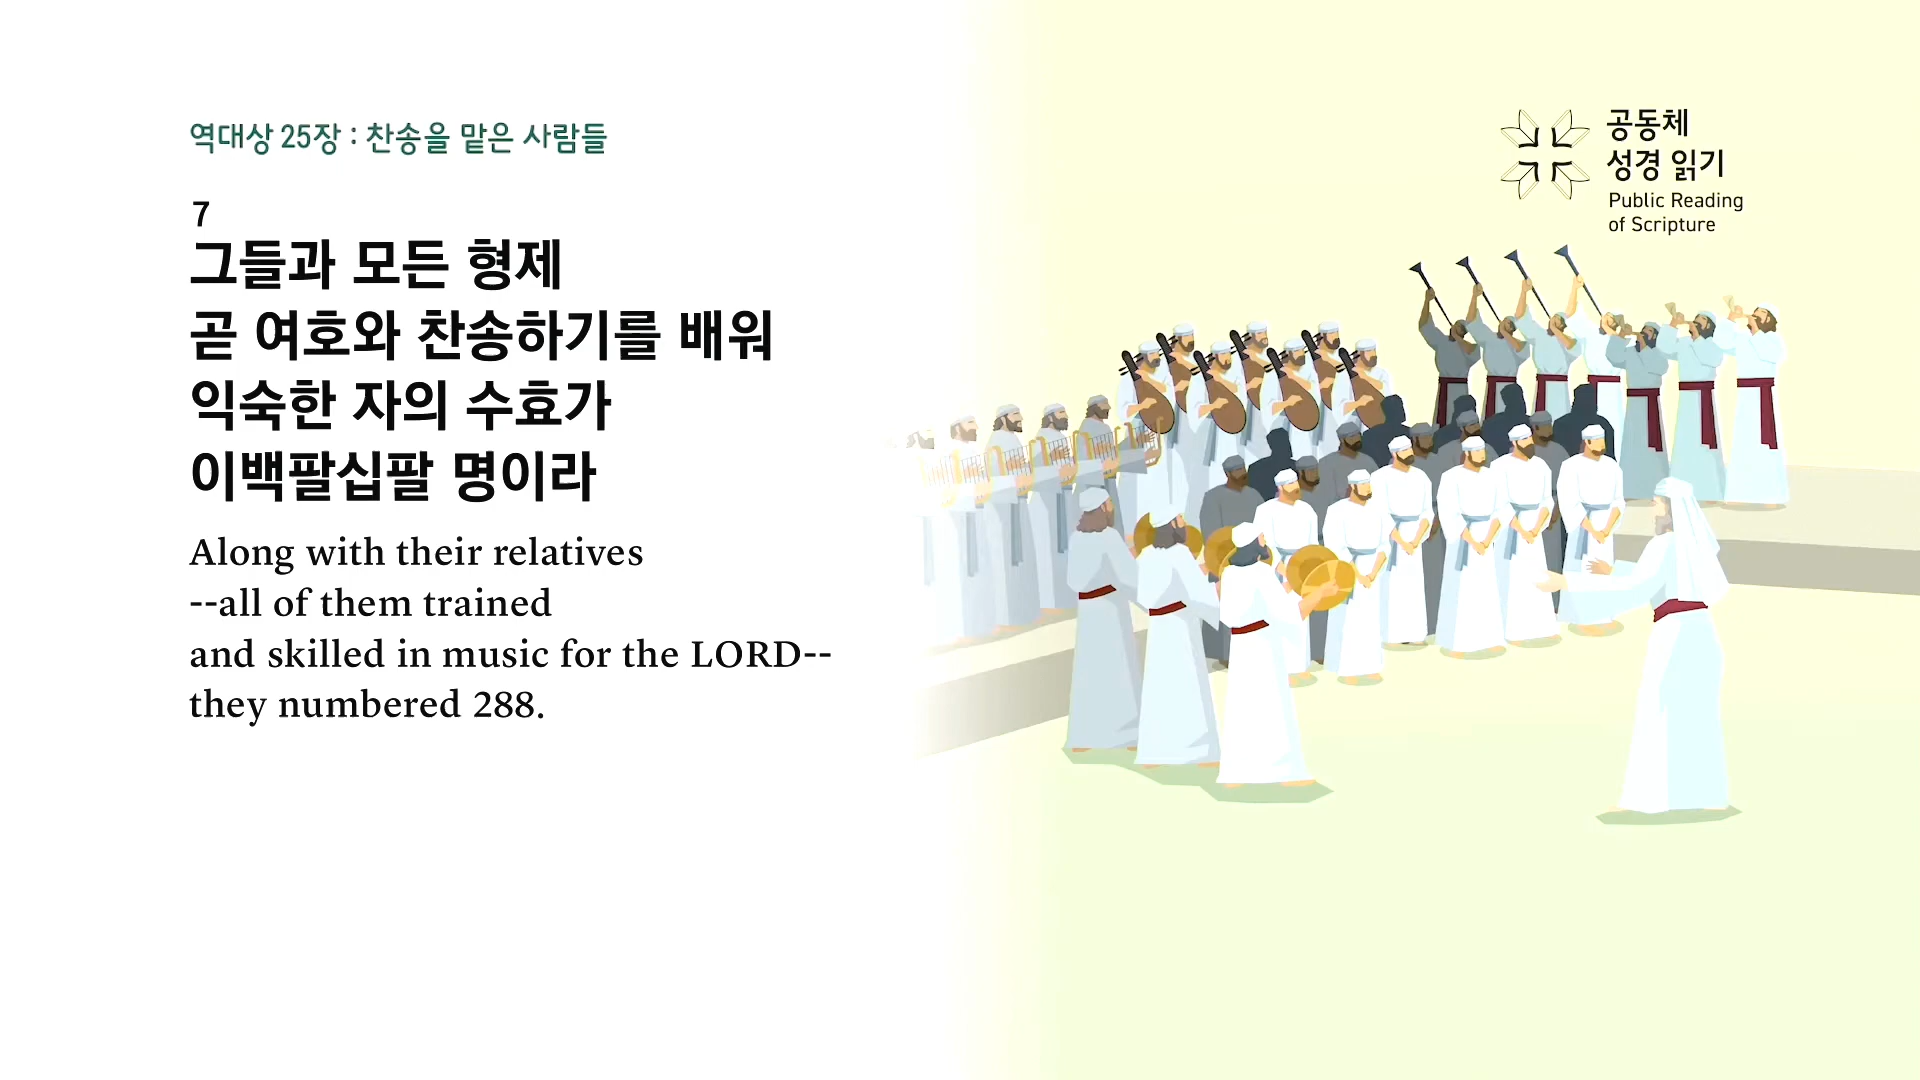 역대상 25장 : 찬송을 맡은 사람들
7
그들과 모든 형제
곧 여호와 찬송하기를 배워
익숙한 자의 수효가
이백팔십팔 명이라
Along with their relatives
--all of them trained
and skilled in music for the LORD--
they numbered 288.
공동체
성경 읽기
Public Reading
of Scripture